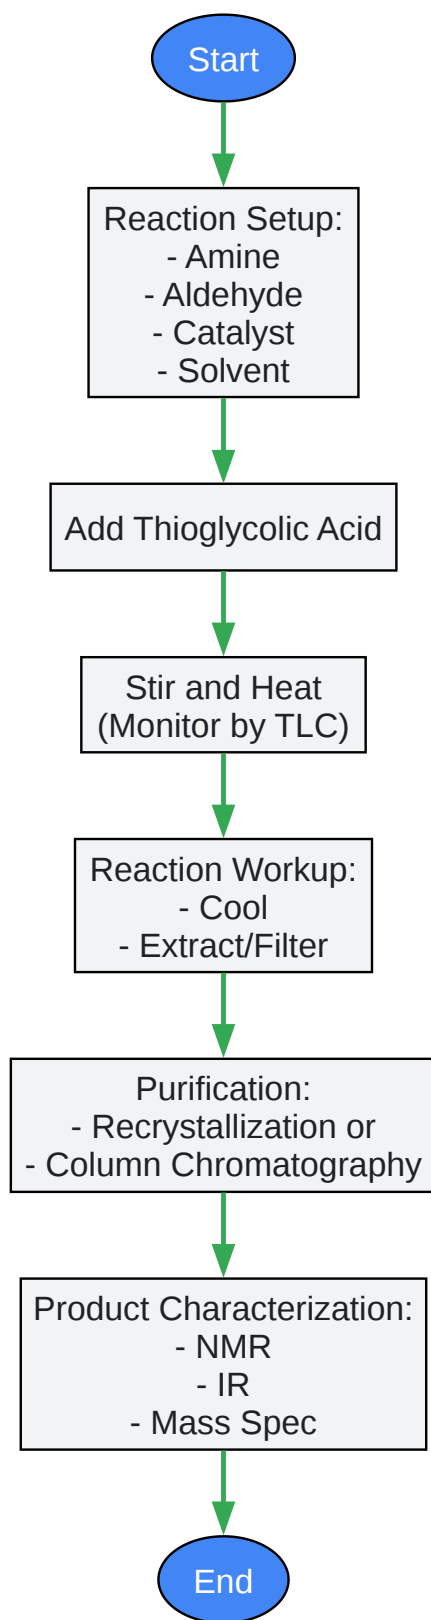 Start
Reaction Setup:
- Amine
- Aldehyde
- Catalyst
- Solvent
Add Thioglycolic Acid
Stir and Heat
(Monitor by TLC)
Reaction Workup:
- Cool
- Extract/Filter
Purification:
- Recrystallization or
- Column Chromatography
Product Characterization:
- NMR
- IR
- Mass Spec
End